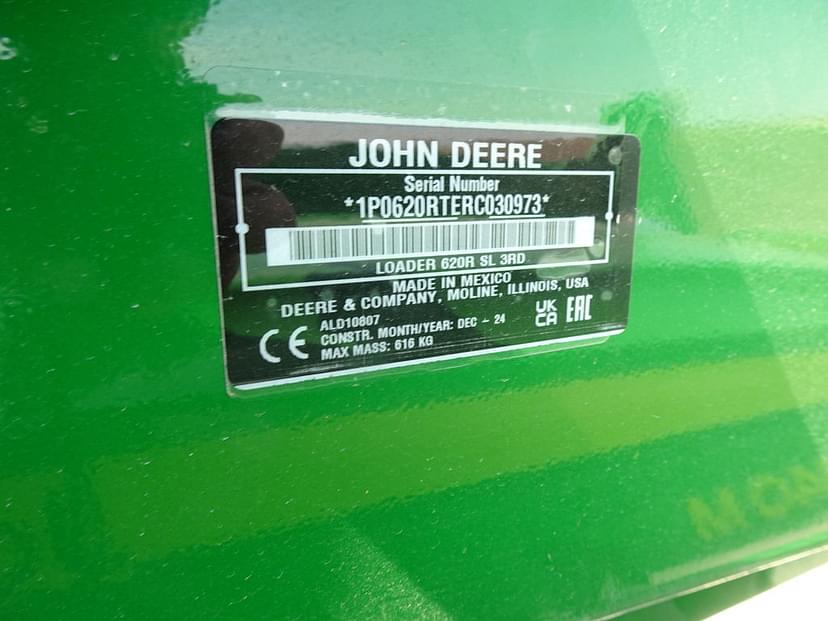 JOHN DEERE
Serial Number
*1P0620RTERC030973*
LOADER 620R SL 3RD
MADE IN MEXICO
DEERE & COMPANY, MOLINE, ILLINOIS, USA
ALD10807
CONSTR. MONTH/YEAR: DEC - 24
MAX MASS: 616 KG
CE
UK
CA
EAC